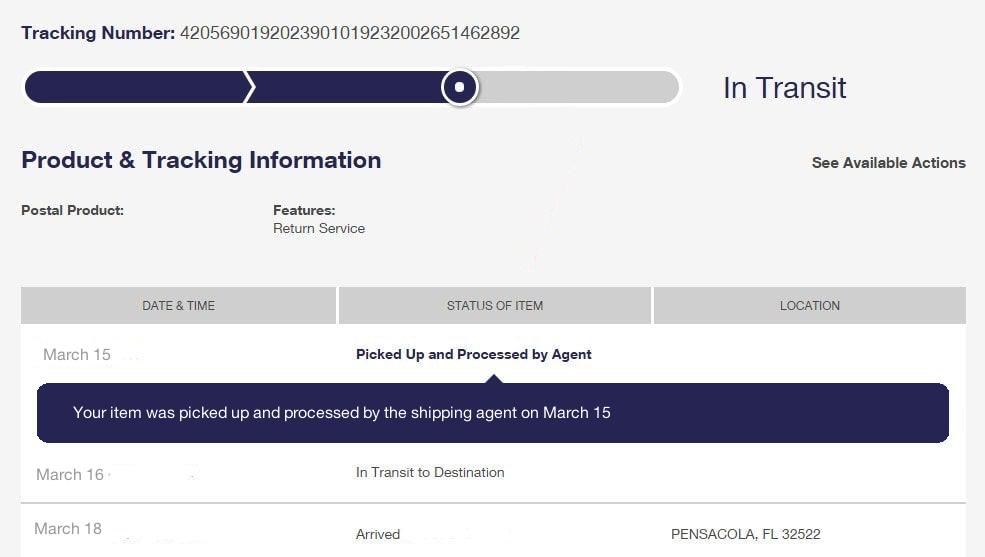 Tracking Number: 420569019202390101923200265146​2892
In Transit
Product & Tracking Information
See Available Actions
Postal Product:
Features:
Return Service
DATE & TIME
STATUS OF ITEM
LOCATION
March 15
Picked Up and Processed by Agent
Your item was picked up and processed by the shipping agent on March 15
March 16
In Transit to Destination
March 18
Arrived
PENSACOLA, FL 32522